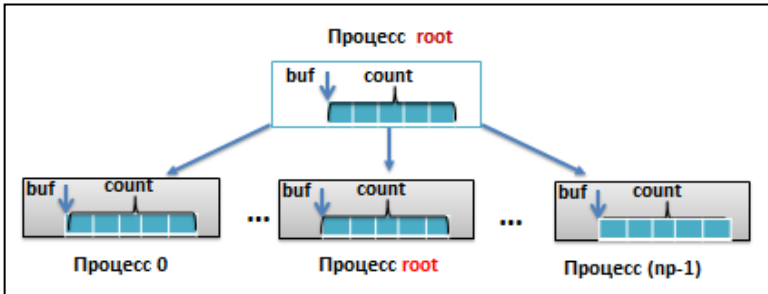 Процесс root
buf count
buf count
... buf count
... buf count
Процесс 0
Процесс root
Процесс (np-1)